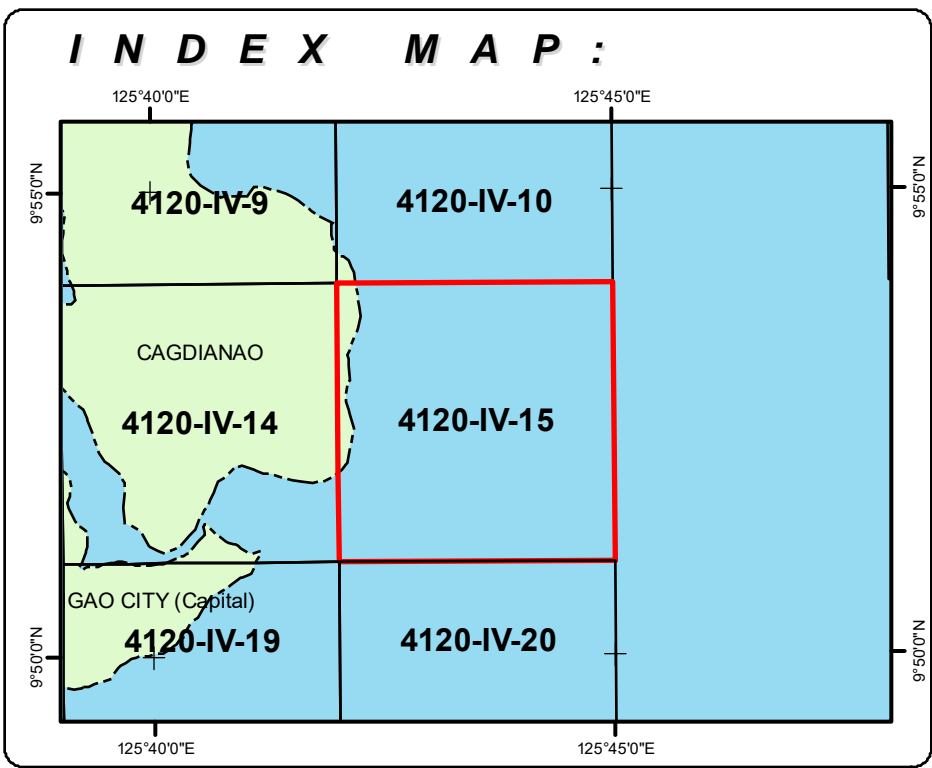 INDEX MAP:
125°40'0"E 125°45'0"E
9°55'0"N 9°55'0"N
4120-IV-9 4120-IV-10
CAGDIANAO
4120-IV-14 4120-IV-15
GAO CITY (Capital)
4120-IV-19 4120-IV-20
9°50'0"N 9°50'0"N
125°40'0"E 125°45'0"E